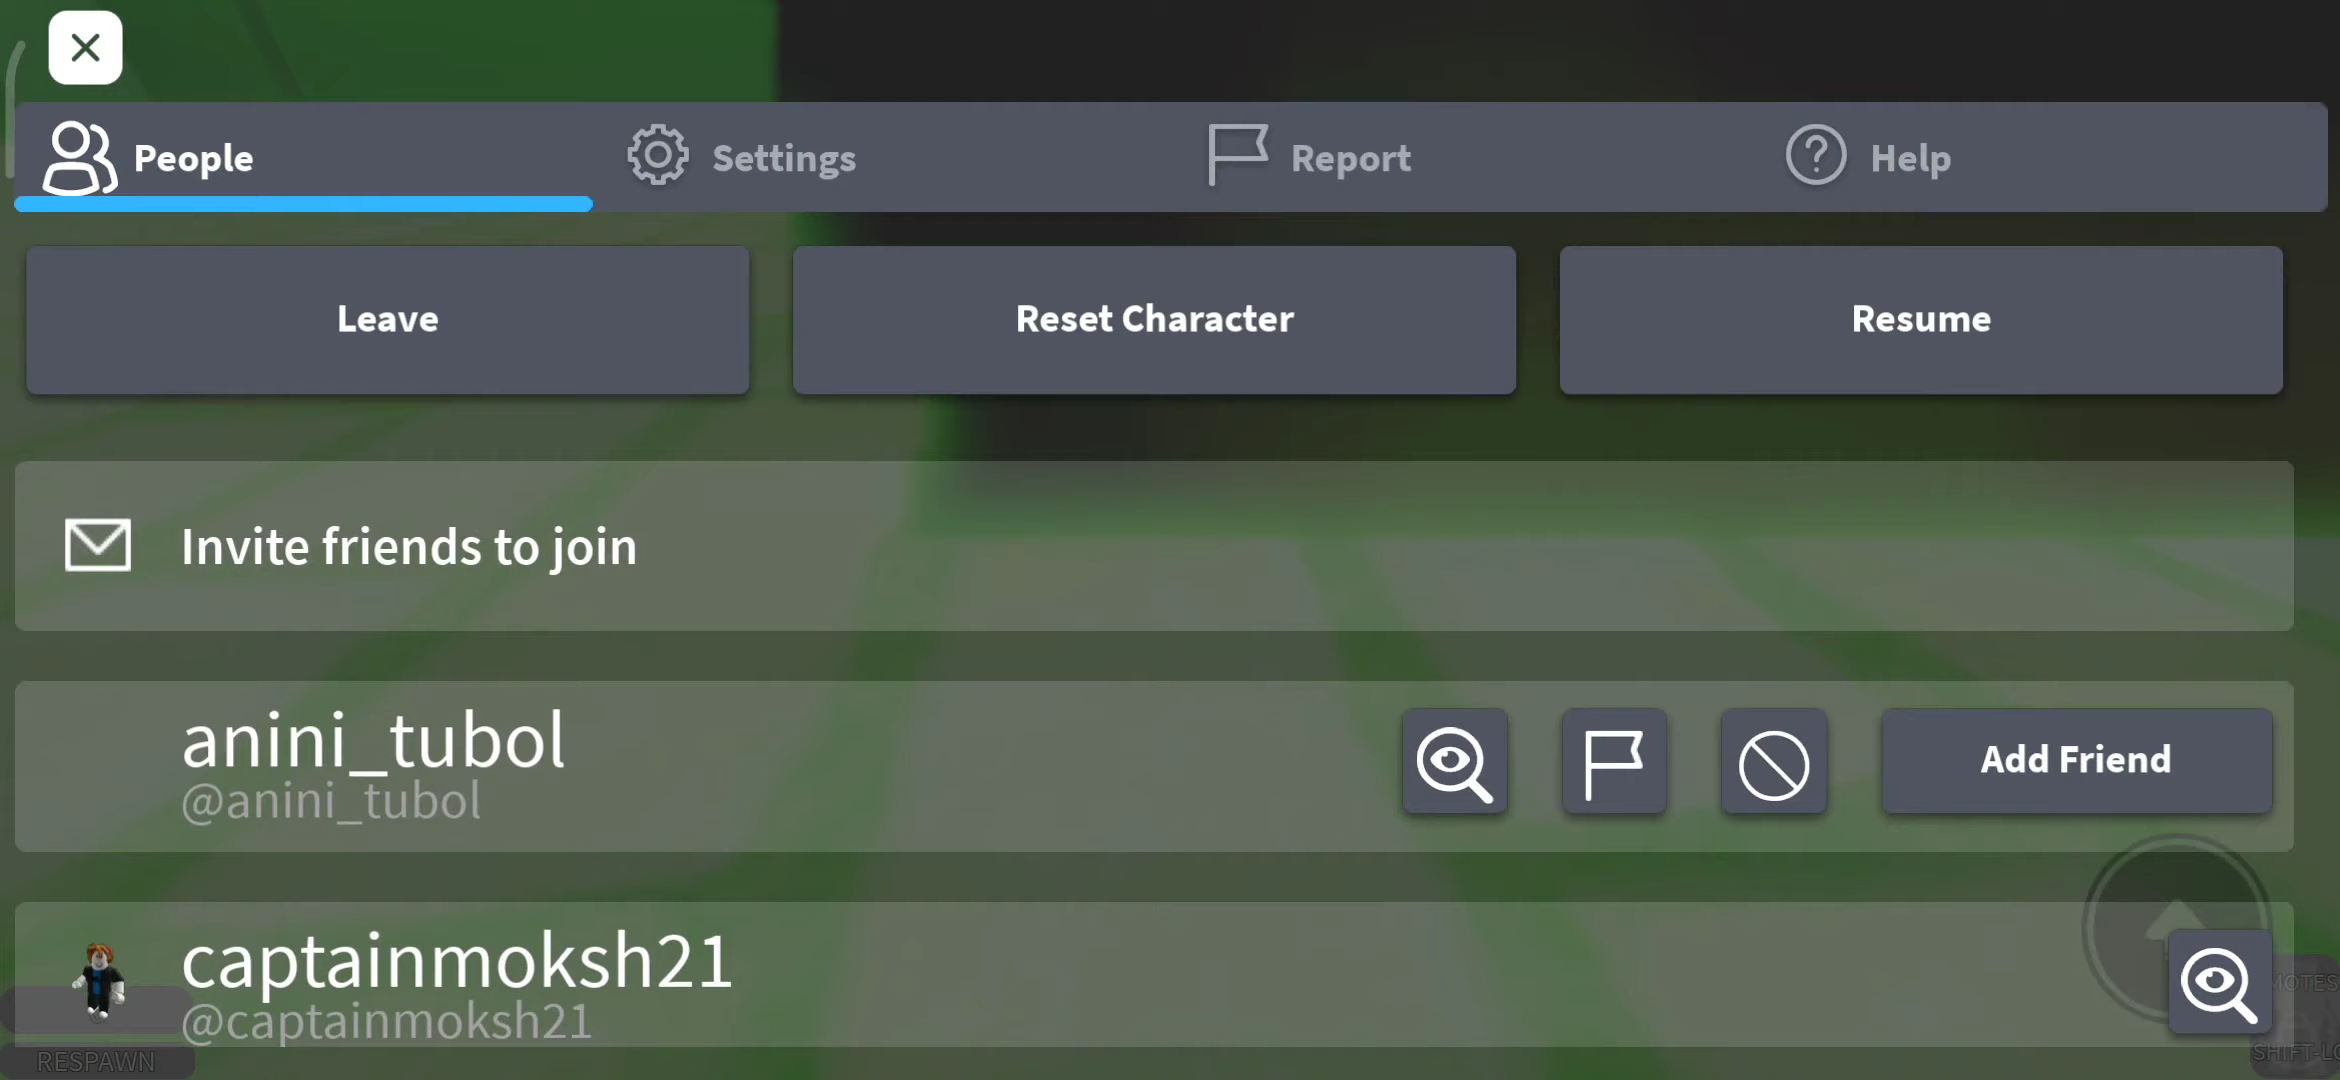 People
Settings
Report
Help
Leave
Reset Character
Resume
Invite friends to join
anini_tubol
@anini_tubol
Add Friend
captainmoksh21
@captainmoksh21
RESPAWN